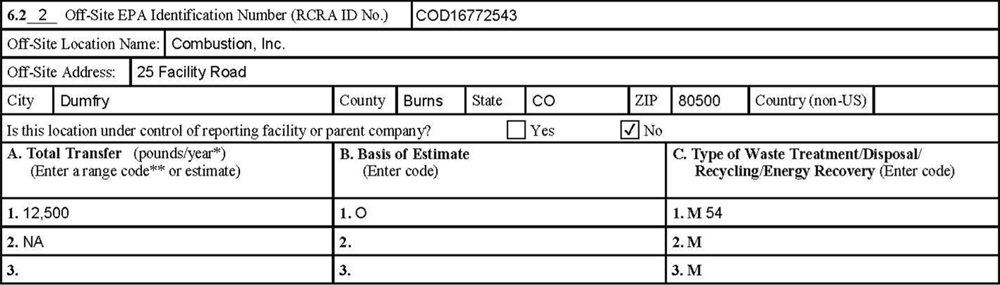 6.2 2 Off-Site EPA Identification Number (RCRA ID No.) COD16772543
Off-Site Location Name: Combustion, Inc.
Off-Site Address: 25 Facility Road
City Dumfry County Burns State CO ZIP 80500 Country (non-US)
Is this location under control of reporting facility or parent company? Yes ✓ No
A. Total Transfer (pounds/year*) B. Basis of Estimate C. Type of Waste Treatment/Disposal/
(Enter a range code** or estimate) (Enter code) Recycling/Energy Recovery (Enter code)
1. 12,500 1. O 1. M 54
2. NA 2. 2. M
3. 3. 3. M